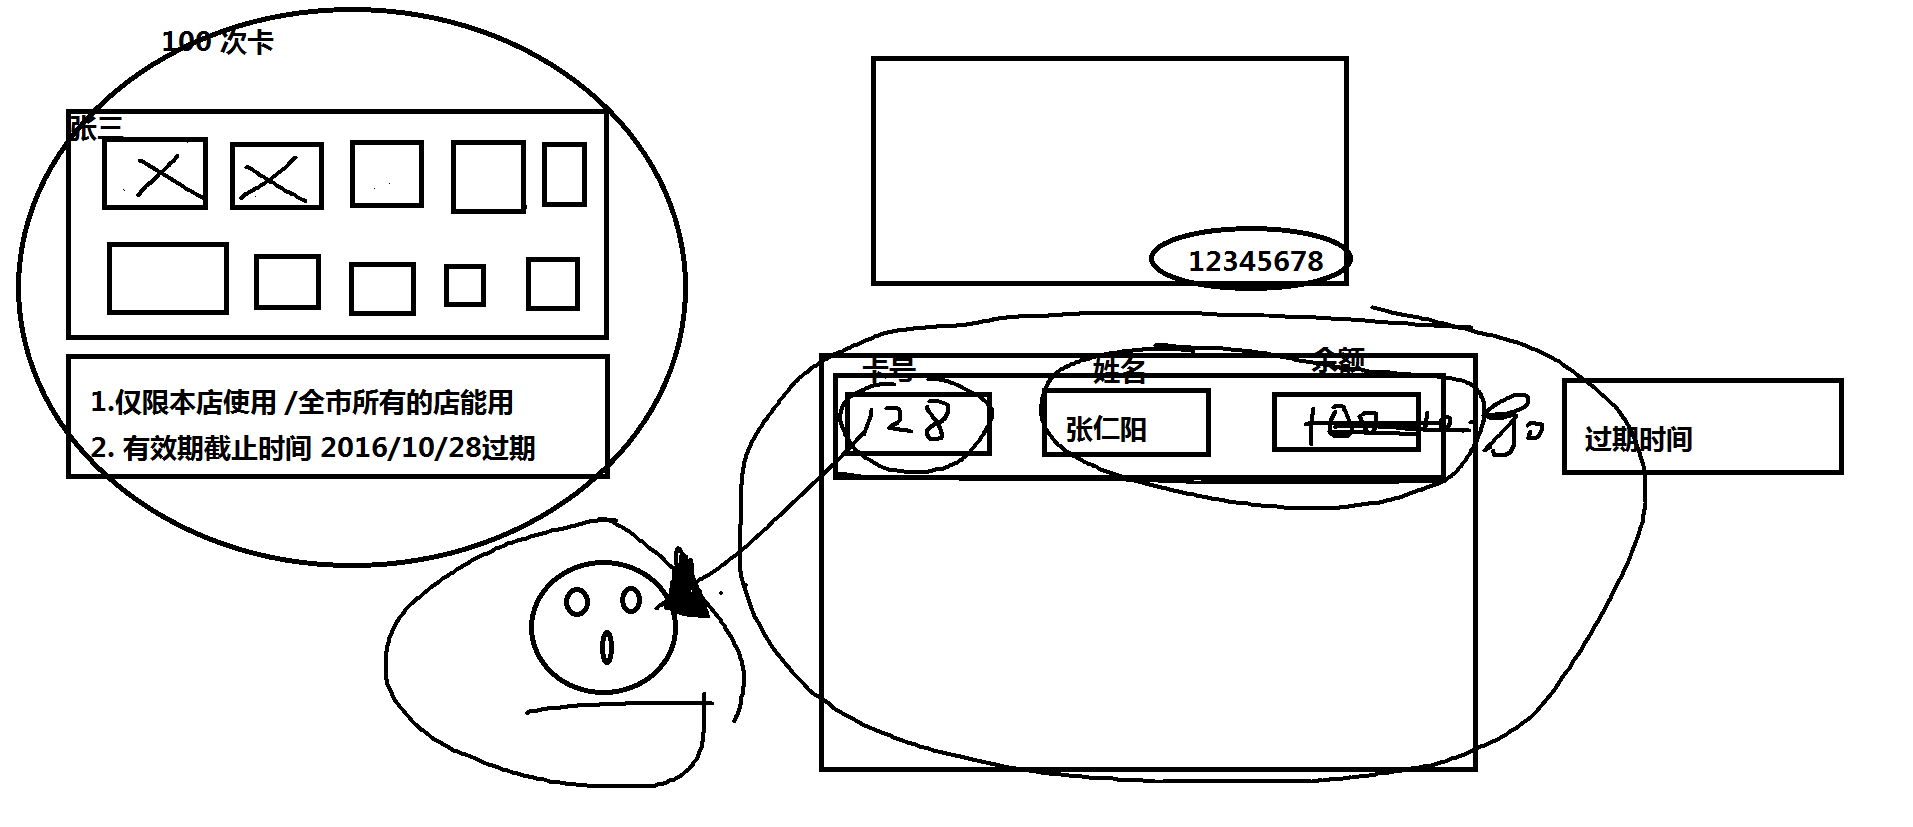 100 次卡
张三
1.仅限本店使用 /全市所有的店能用
2. 有效期截止时间 2016/10/28过期
12345678
卡号 姓名 余额
128 张仁阳
过期时间